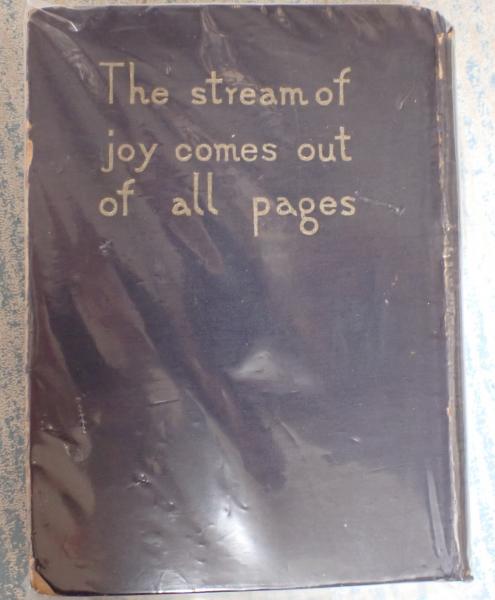 The stream of
joy comes out
of all pages